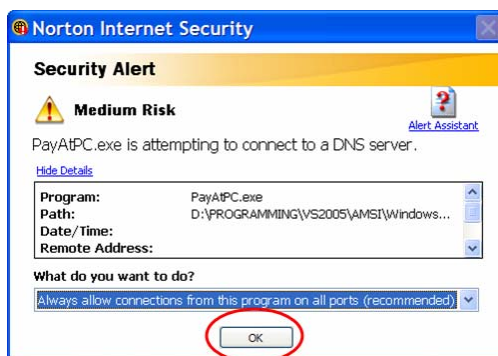 Norton Internet Security
Security Alert
Medium Risk
Alert Assistant
PayAtPC.exe is attempting to connect to a DNS server.
Hide Details
Program: PayAtPC.exe
Path: D:\PROGRAMMING\VS2005\AMSI\Windows...
Date/Time:
Remote Address:
What do you want to do?
Always allow connections from this program on all ports (recommended)
OK